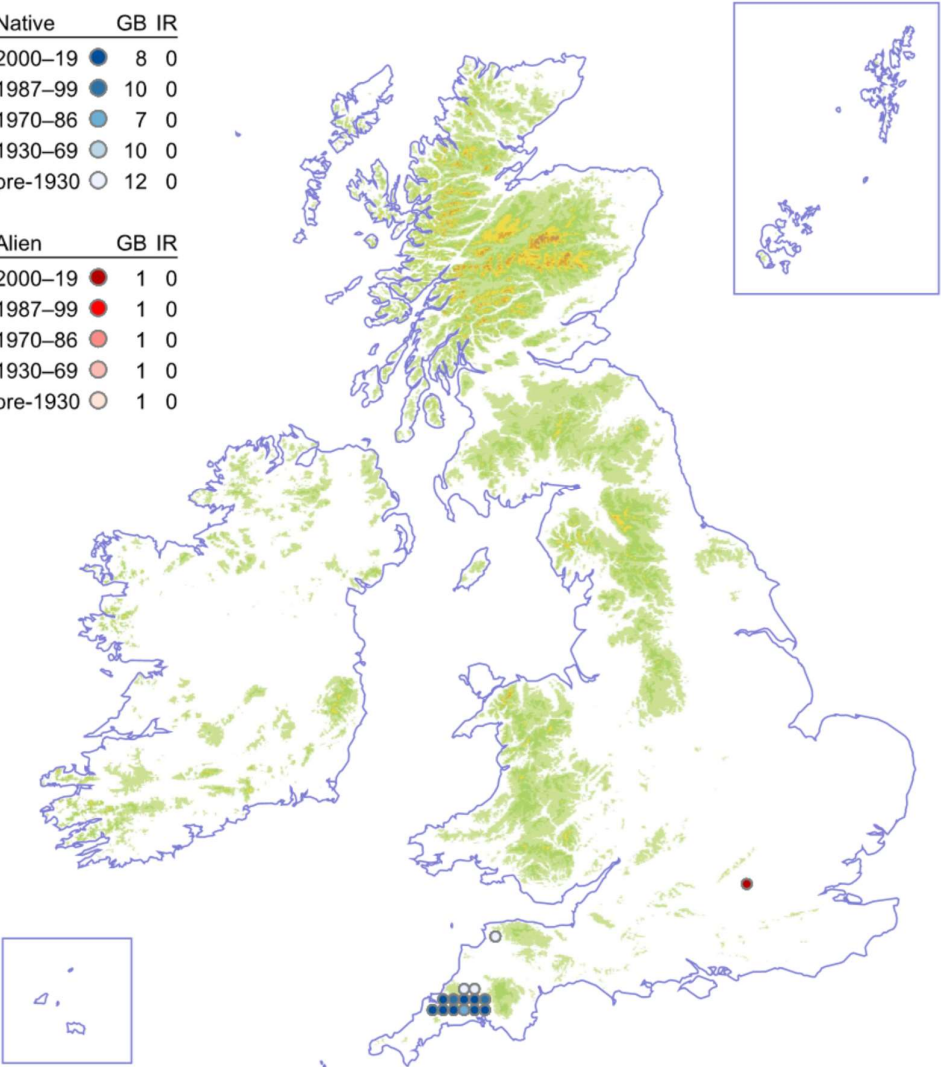 Native GB IR
2000–19 8 0
1987–99 10 0
1970–86 7 0
1930–69 10 0
pre-1930 12 0
Alien GB IR
2000–19 1 0
1987–99 1 0
1970–86 1 0
1930–69 1 0
pre-1930 1 0